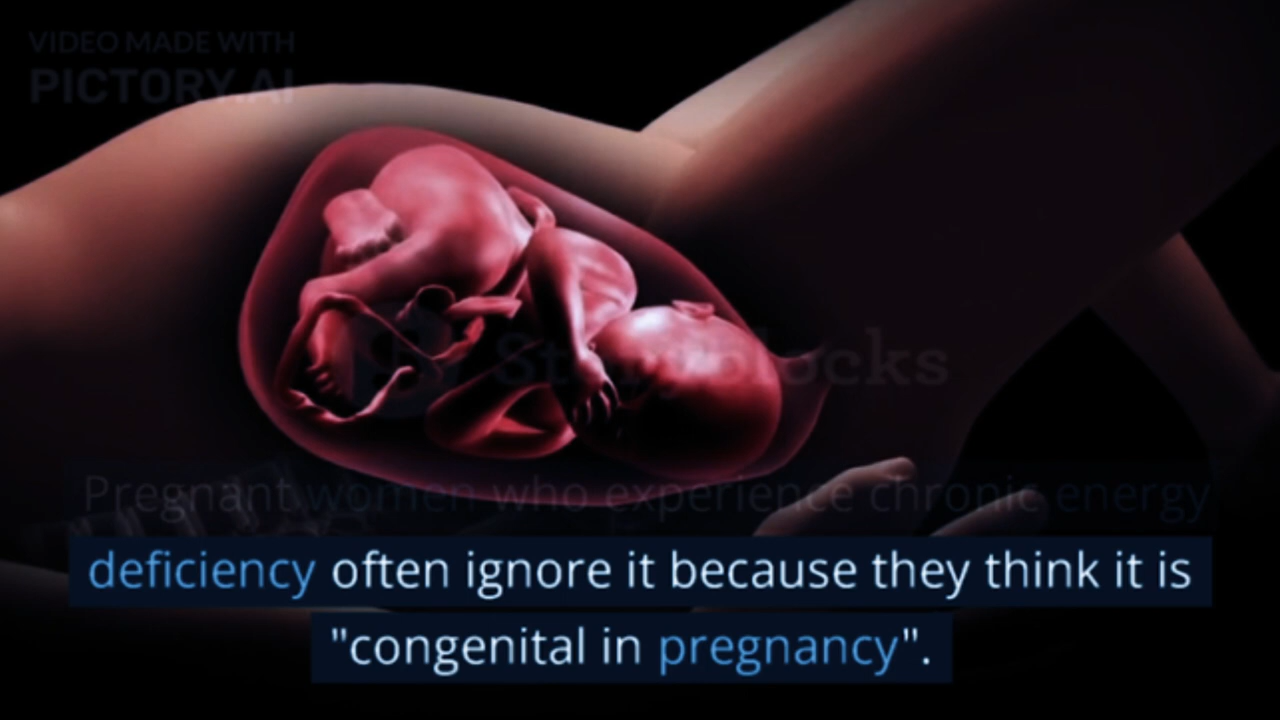 VIDEO MADE WITH
PICTORY.AI
Storyblocks
Pregnant women who experience chronic energy
deficiency often ignore it because they think it is
"congenital in pregnancy".